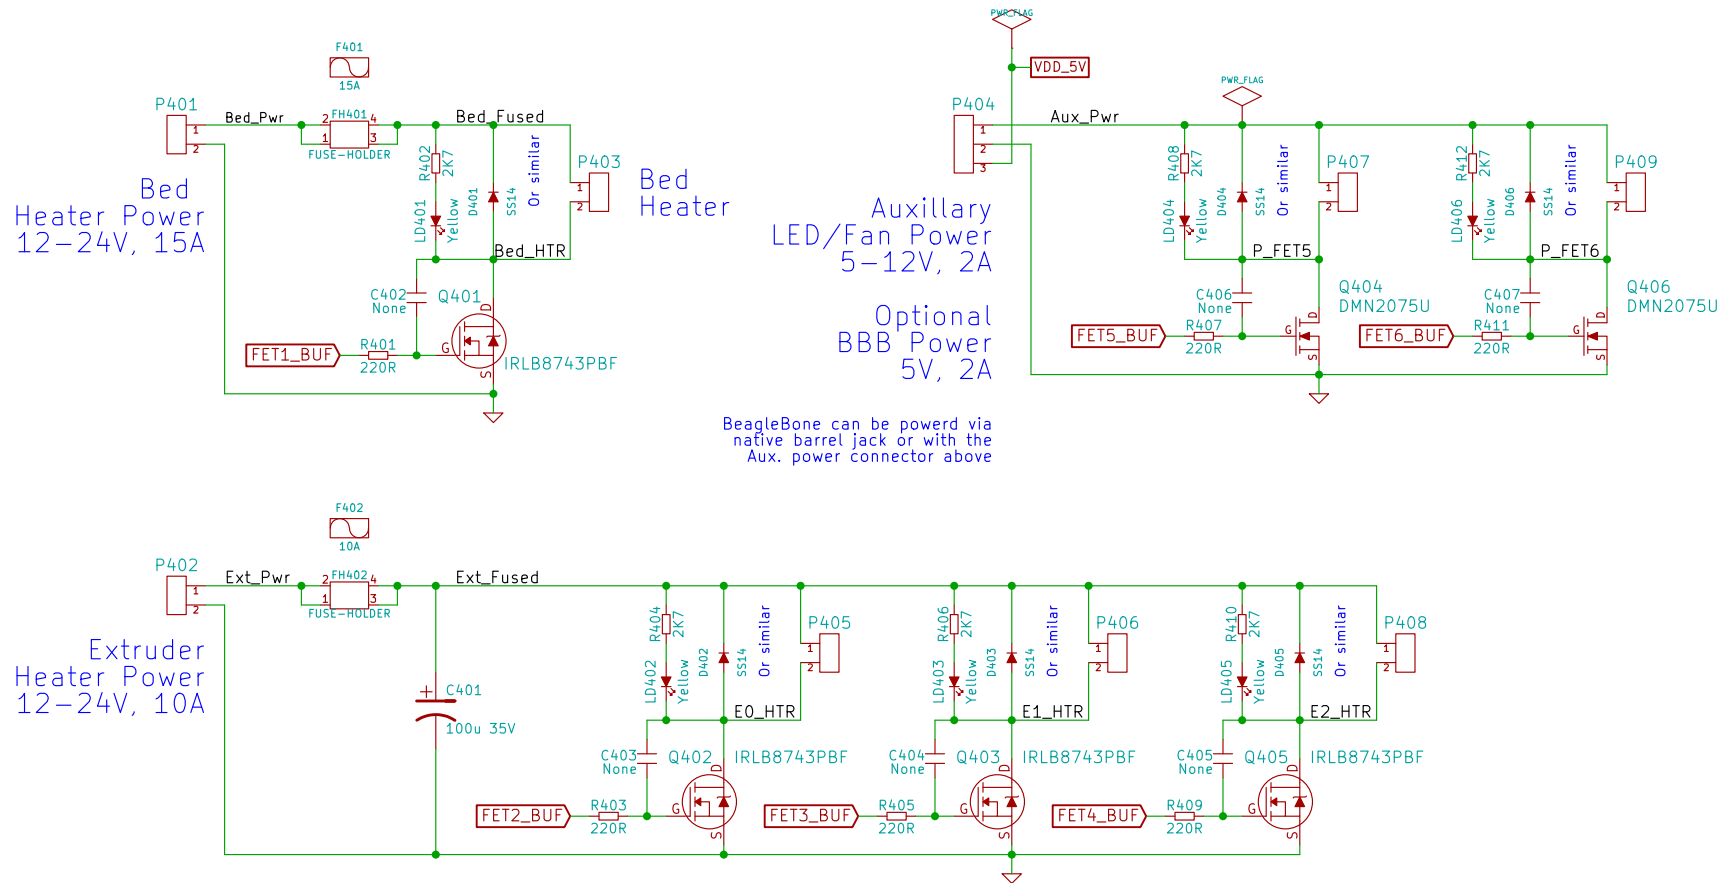 F401
15A
P401
1
2
Bed_Pwr
FH401
2
1
4
3
FUSE-HOLDER
Bed_Fused
R402
2K7
LD401
Yellow
D401
SS14
Or similar
P403
1
2
Bed
Heater
Bed
Heater Power
12-24V, 15A
Bed_HTR
C402
None
Q401
D
G
S
IRLB8743PBF
FET1_BUF
R401
220R
PWR_FLAG
VDD_5V
PWR_FLAG
P404
1
2
3
Aux_Pwr
R408
2K7
LD404
Yellow
D404
SS14
Or similar
P407
1
2
R412
2K7
LD406
Yellow
D406
SS14
Or similar
P409
1
2
Auxillary
LED/Fan Power
5-12V, 2A
Optional
BBB Power
5V, 2A
P_FET5
C406
None
Q404
DMN2075U
D
G
S
FET5_BUF
R407
220R
P_FET6
C407
None
Q406
DMN2075U
D
G
S
FET6_BUF
R411
220R
BeagleBone can be powerd via
native barrel jack or with the
Aux. power connector above
F402
10A
P402
1
2
Ext_Pwr
FH402
2
1
4
3
FUSE-HOLDER
Ext_Fused
Extruder
Heater Power
12-24V, 10A
+
C401
100u 35V
R404
2K7
LD402
Yellow
D402
SS14
Or similar
P405
1
2
E0_HTR
C403
None
Q402
IRLB8743PBF
D
G
S
FET2_BUF
R403
220R
R406
2K7
LD403
Yellow
D403
SS14
Or similar
P406
1
2
E1_HTR
C404
None
Q403
IRLB8743PBF
D
G
S
FET3_BUF
R405
220R
R410
2K7
LD405
Yellow
D405
SS14
Or similar
P408
1
2
E2_HTR
C405
None
Q405
IRLB8743PBF
D
G
S
FET4_BUF
R409
220R